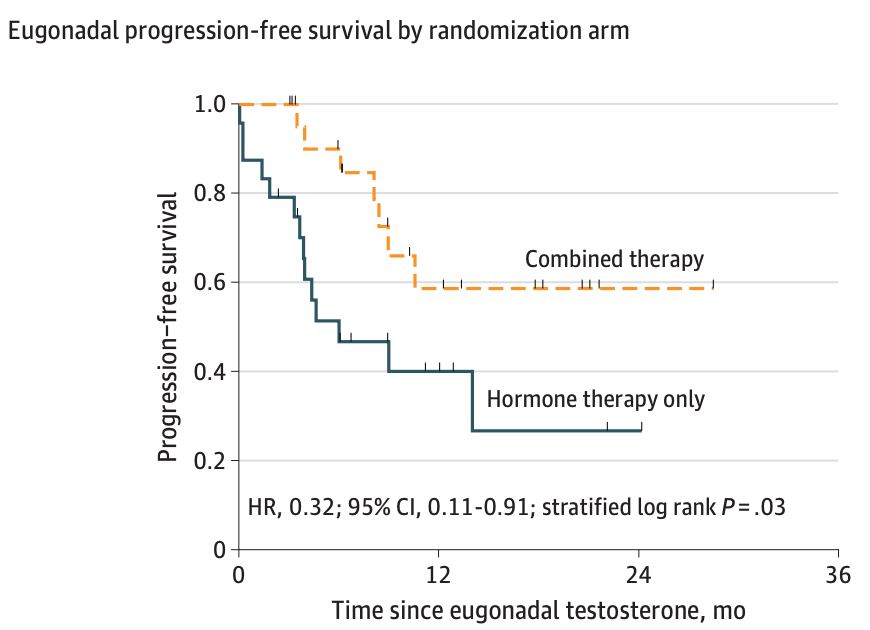 Eugonadal progression-free survival by randomization arm
1.0
0.8
0.6
0.4
0.2
0
Progression–free survival
Combined therapy
Hormone therapy only
HR, 0.32; 95% CI, 0.11-0.91; stratified log rank P = .03
0 12 24 36
Time since eugonadal testosterone, mo